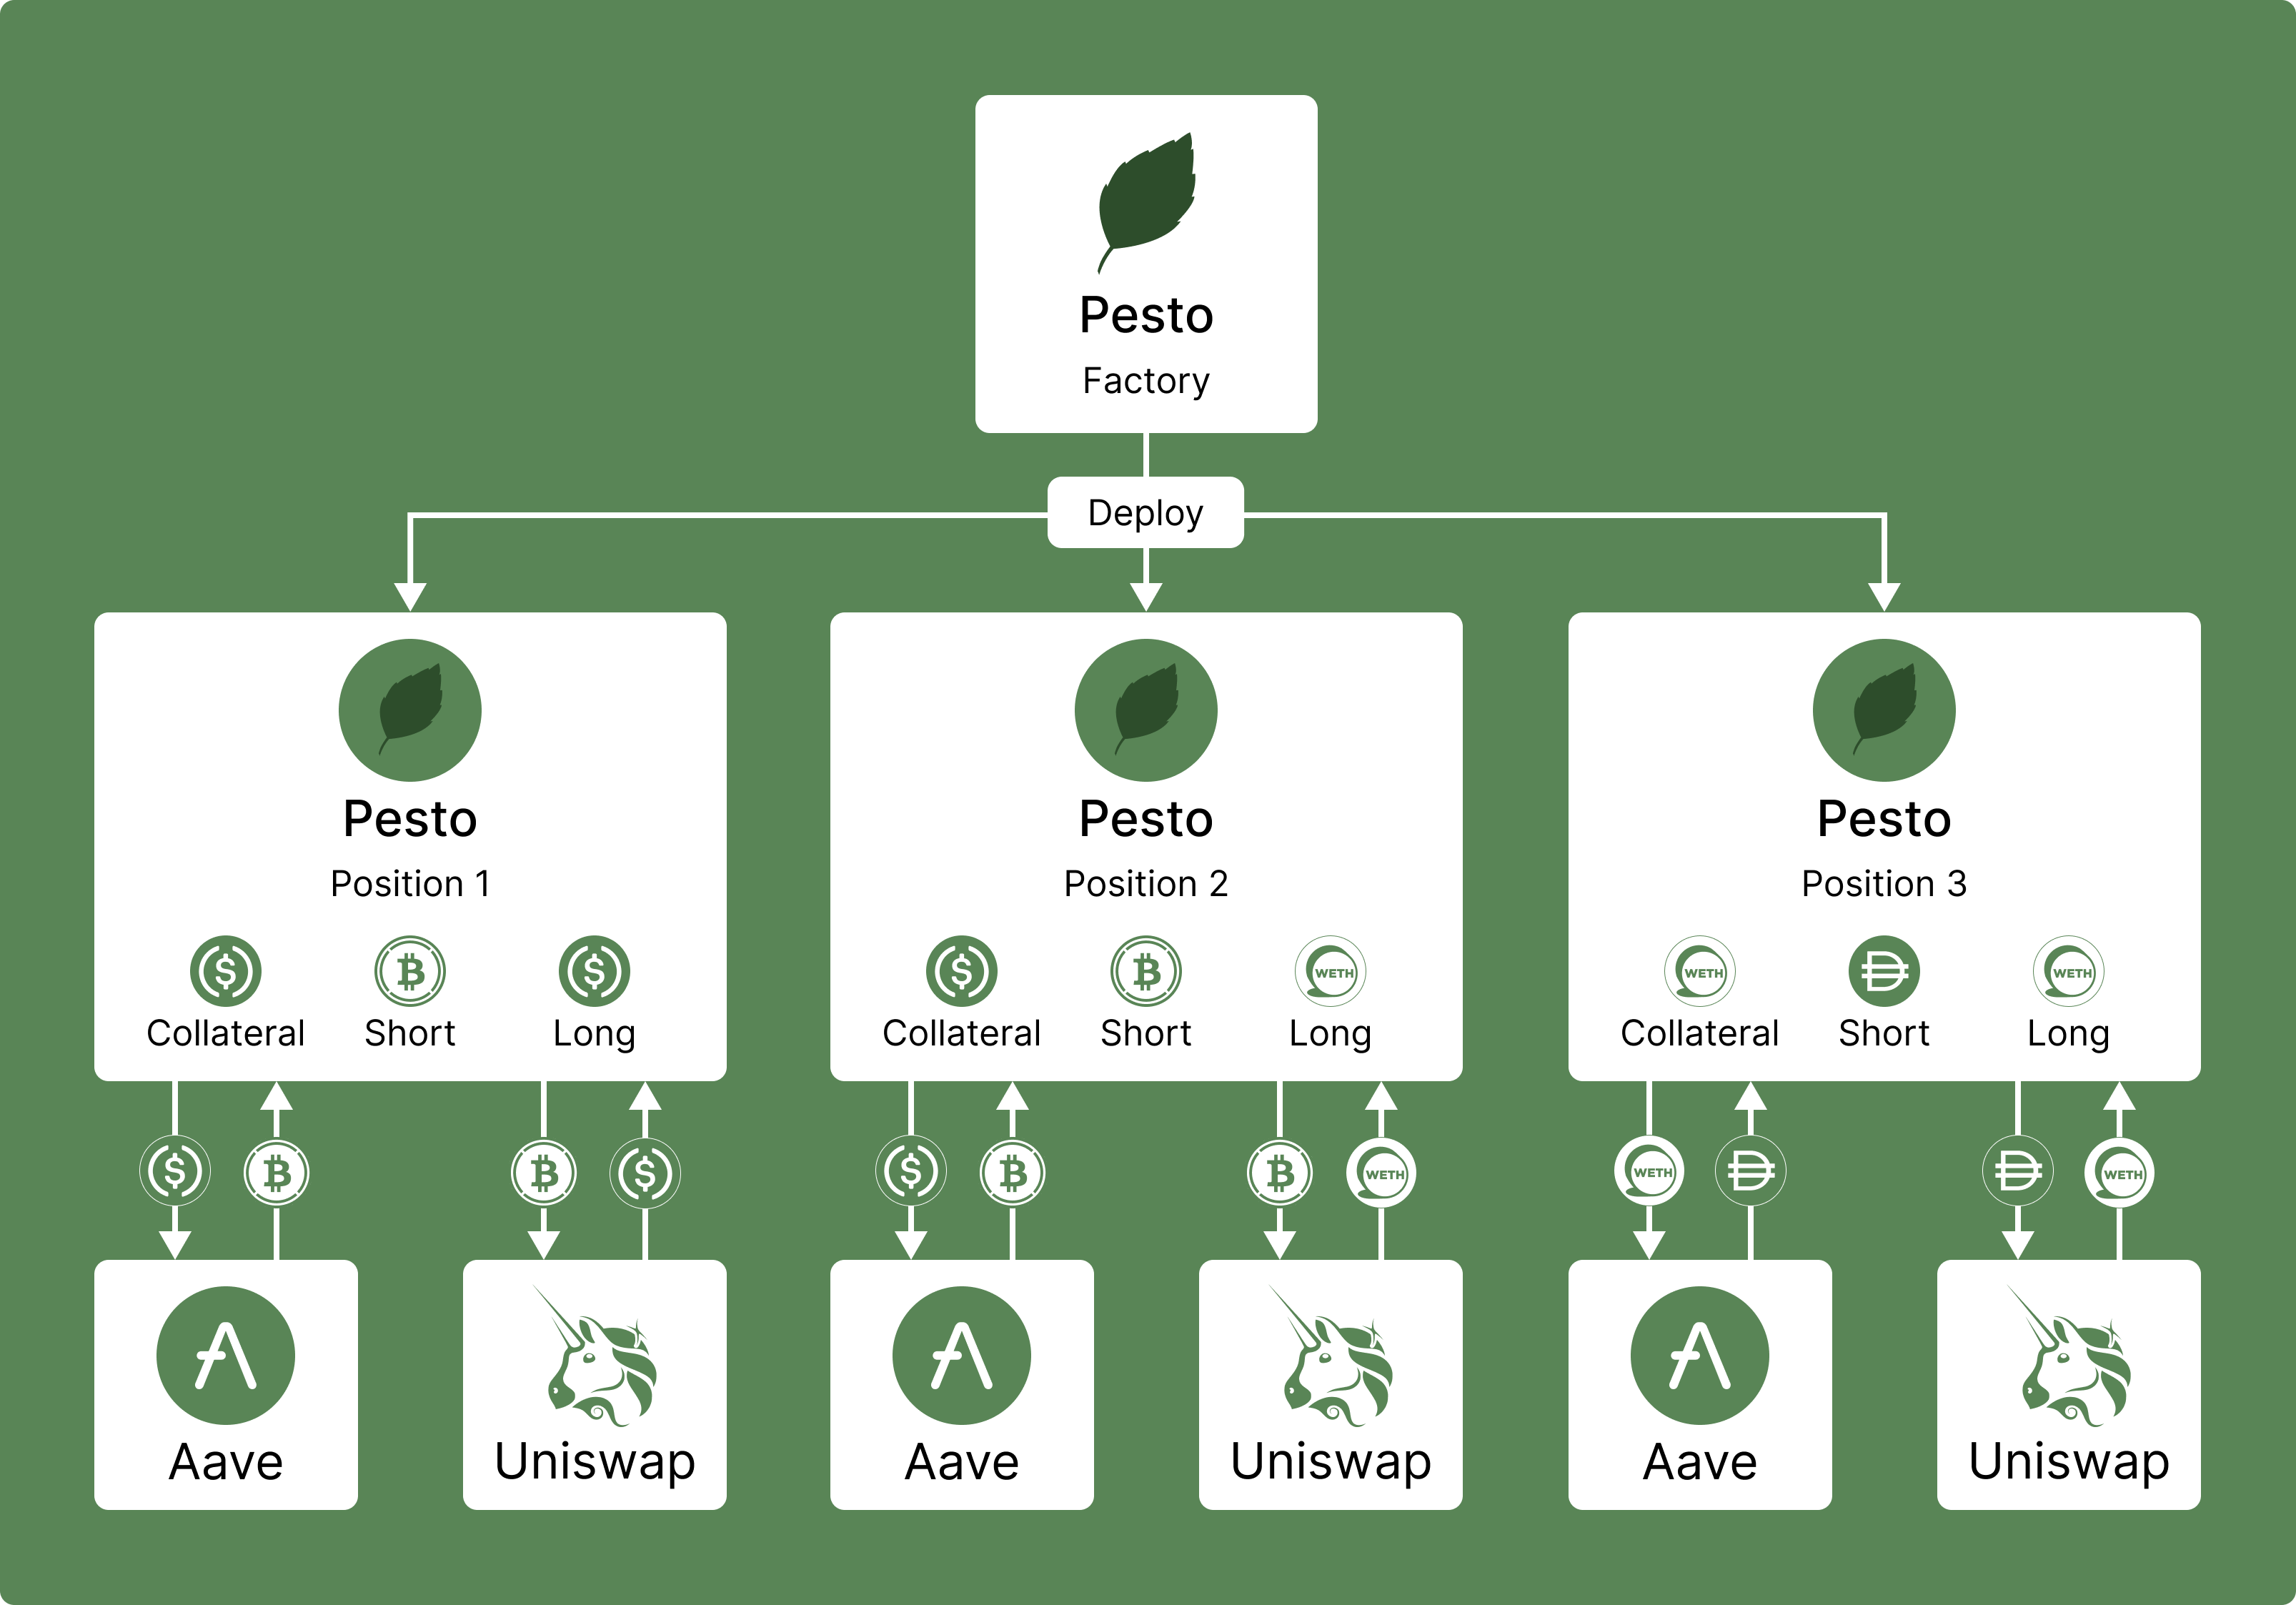 Pesto
Factory
Deploy
Pesto
Position 1
Collateral
Short
Long
Pesto
Position 2
WETH
Collateral
Short
Long
Pesto
Position 3
WETH
WETH
Collateral
Short
Long
WETH
WETH
WETH
Aave
Uniswap
Aave
Uniswap
Aave
Uniswap